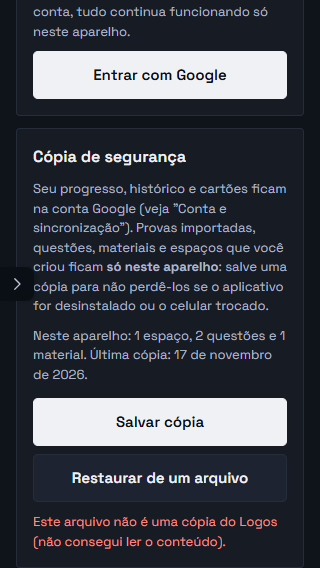 conta, tudo continua funcionando só
neste aparelho.
Entrar com Google
Cópia de segurança
Seu progresso, histórico e cartões ficam
na conta Google (veja "Conta e
sincronização"). Provas importadas,
questões, materiais e espaços que você
criou ficam só neste aparelho: salve uma
cópia para não perdê-los se o aplicativo
for desinstalado ou o celular trocado.
Neste aparelho: 1 espaço, 2 questões e 1
material. Última cópia: 17 de novembro
de 2026.
Salvar cópia
Restaurar de um arquivo
Este arquivo não é uma cópia do Logos
(não consegui ler o conteúdo).